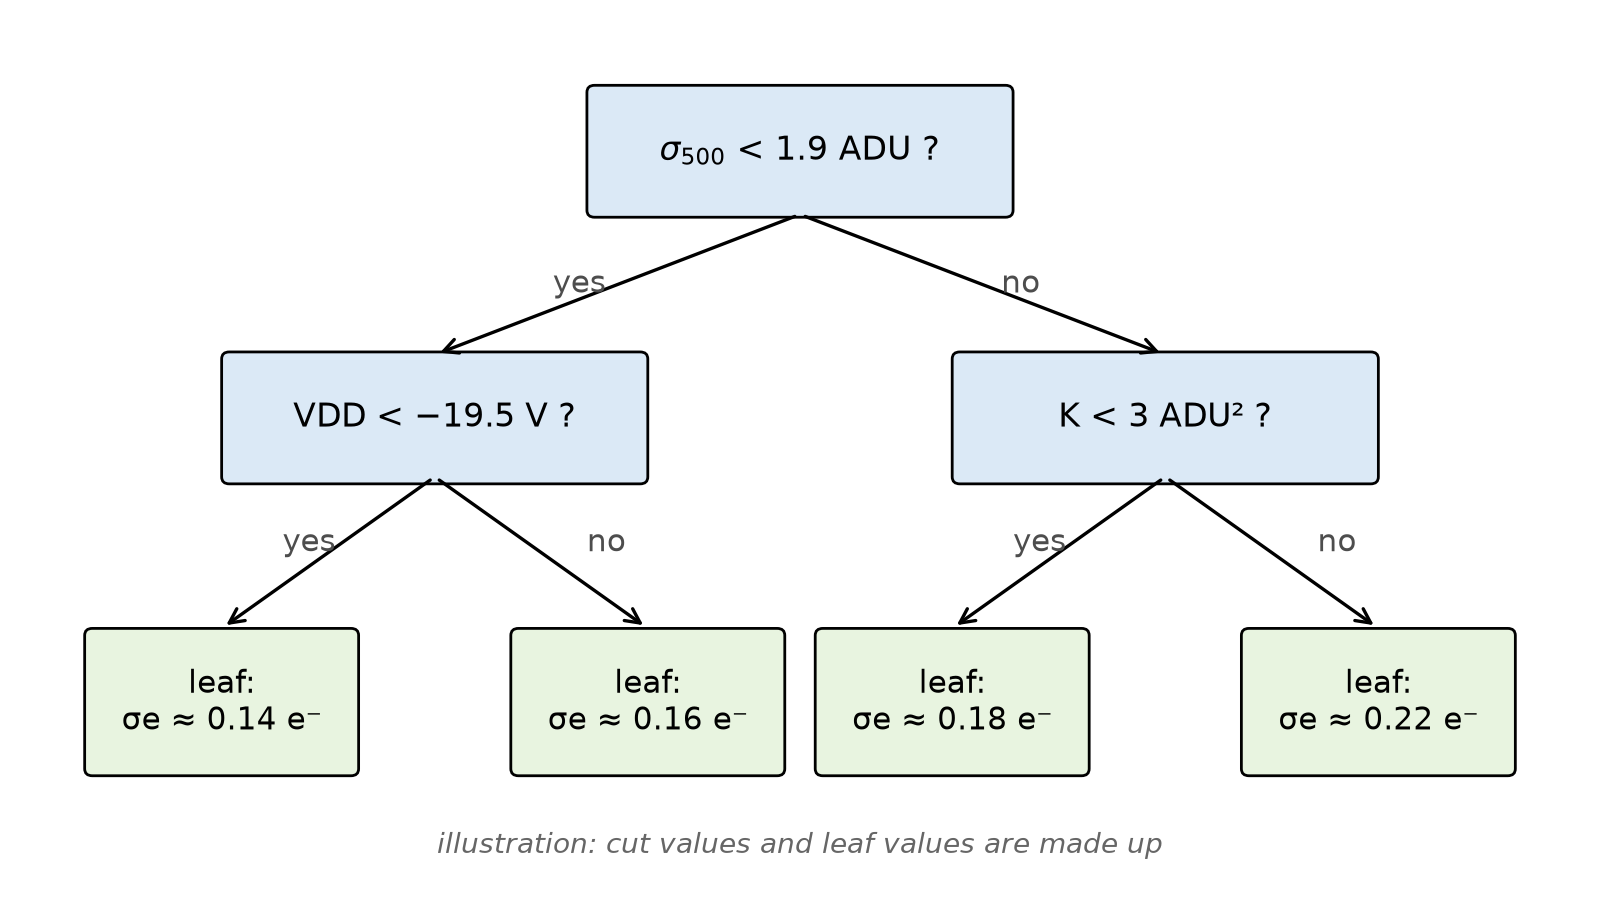 σ₅₀₀ < 1.9 ADU ?
yes
no
VDD < −19.5 V ?
K < 3 ADU² ?
yes
no
yes
no
leaf:
σe ≈ 0.14 e⁻
leaf:
σe ≈ 0.16 e⁻
leaf:
σe ≈ 0.18 e⁻
leaf:
σe ≈ 0.22 e⁻
illustration: cut values and leaf values are made up